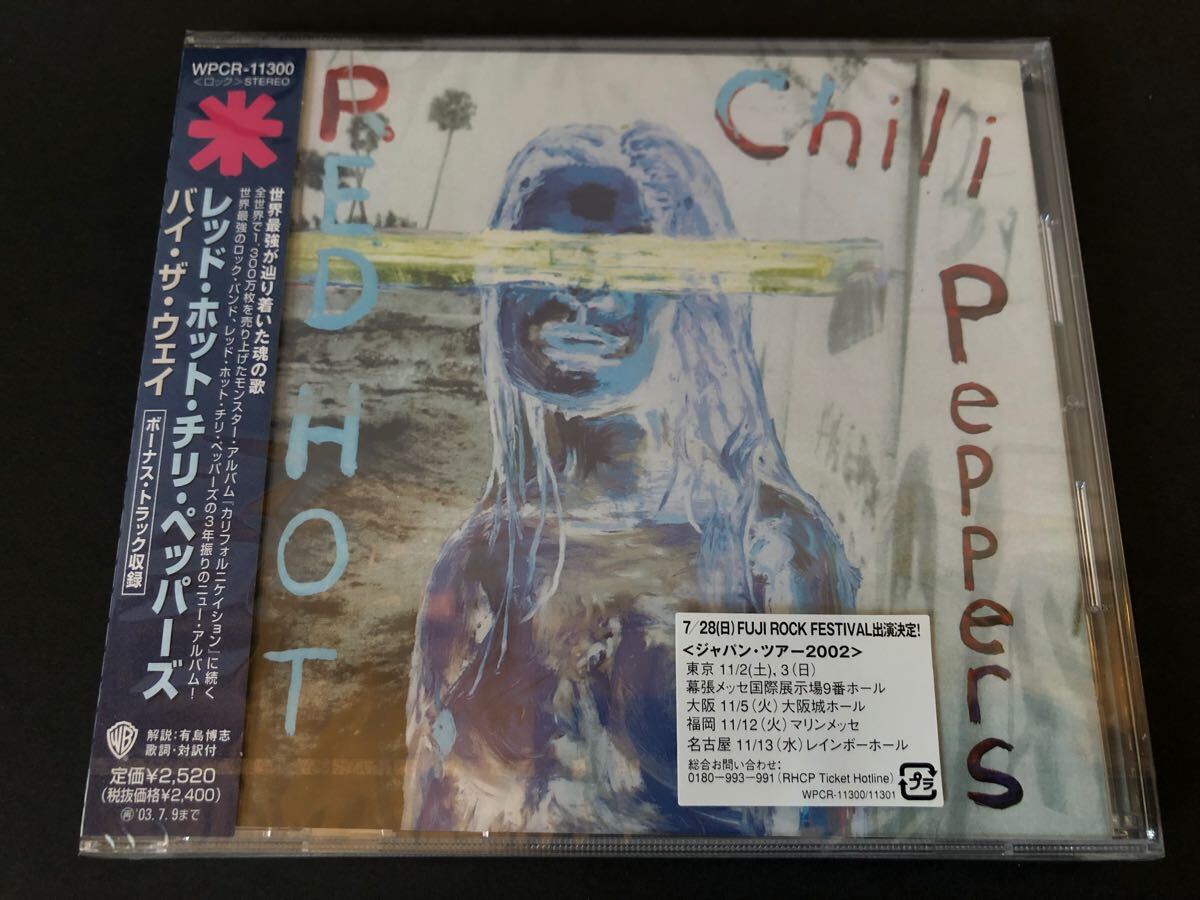 WPCR-11300
<ロック>STEREO
世界最強が辿り着いた魂の歌
全世界で1,300万枚を売り上げたモンスター・アルバム『カリフォルニケイション』に続く
世界最強のロック・バンド、レッド・ホット・チリ・ペッパーズの3年振りのニュー・アルバム!
レッド・ホット・チリ・ペッパーズ
バイ・ザ・ウェイ
ボーナス・トラック収録
WB
解説:有島博志
歌詞・対訳付
定価¥2,520
(税抜価格¥2,400)
再'03.7.9まで
RED HOT
Chili
Peppers
7/28(日)FUJI ROCK FESTIVAL出演決定!
<ジャパン・ツアー2002>
東京 11/2(土), 3(日)
幕張メッセ国際展示場9番ホール
大阪 11/5(火)大阪城ホール
福岡 11/12(火)マリンメッセ
名古屋 11/13(水)レインボーホール
総合お問い合わせ:
0180-993-991(RHCP Ticket Hotline)
WPCR-11300/11301
プラ